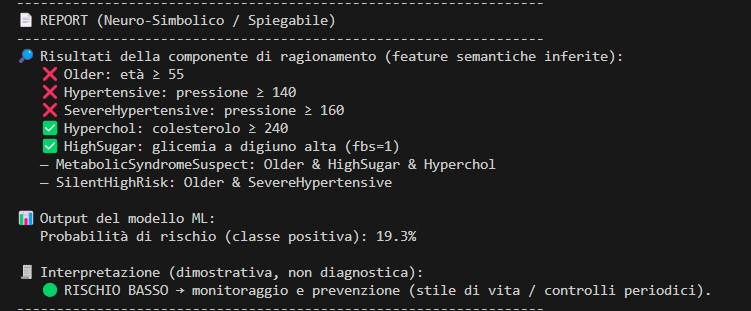 ----------------------------------------------------------------
📄 REPORT (Neuro-Simbolico / Spiegabile)
----------------------------------------------------------------
🔎 Risultati della componente di ragionamento (feature semantiche inferite):
❌ Older: età ≥ 55
❌ Hypertensive: pressione ≥ 140
❌ SevereHypertensive: pressione ≥ 160
✅ Hyperchol: colesterolo ≥ 240
✅ HighSugar: glicemia a digiuno alta (fbs=1)
— MetabolicSyndromeSuspect: Older & HighSugar & Hyperchol
— SilentHighRisk: Older & SevereHypertensive
📊 Output del modello ML:
Probabilità di rischio (classe positiva): 19.3%
🧾 Interpretazione (dimostrativa, non diagnostica):
🟢 RISCHIO BASSO → monitoraggio e prevenzione (stile di vita / controlli periodici).
----------------------------------------------------------------